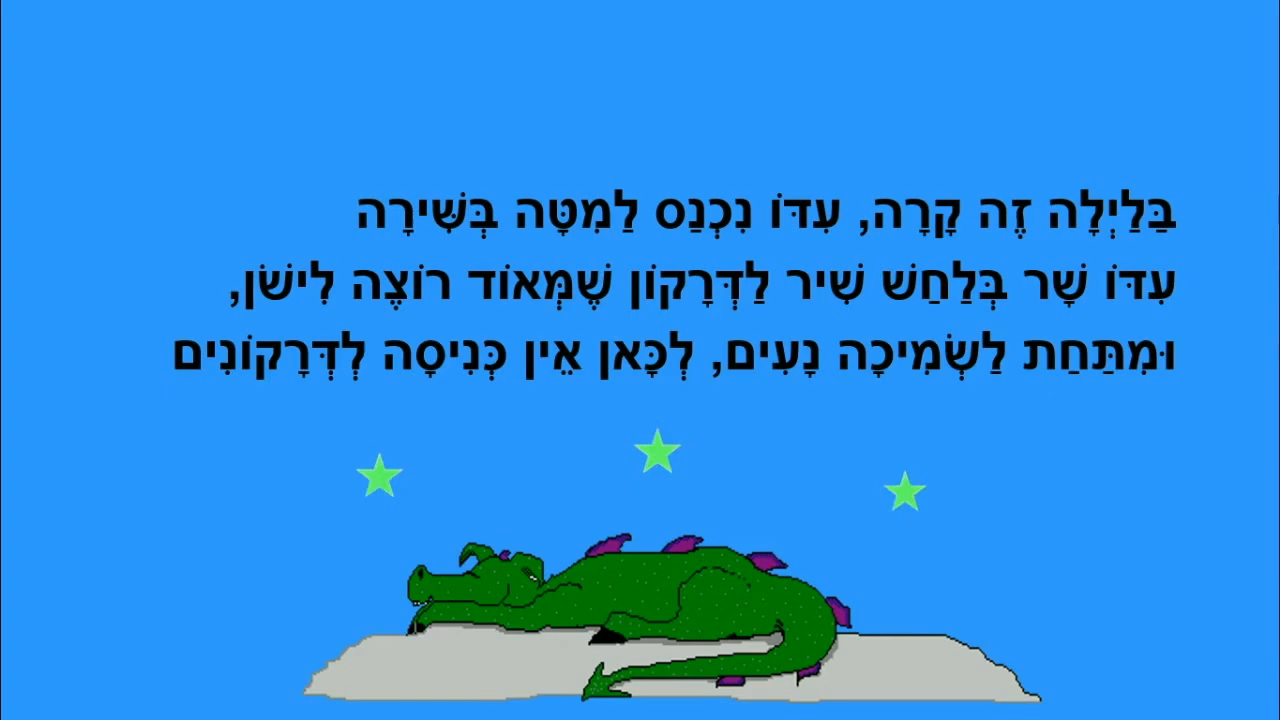 בַּלַּיְלָה זֶה קָרָה, עִדּוֹ נִכְנַס לַמִטָּה בְּשִּׁירָה
עִדּוֹ שָׁר בְּלַחַשׁ שִׁיר לַדְּרָקוֹן שֶׁמְּאוֹד רוֹצֶה לִישֹׁן,
וּמִתַּחַת לַשְׂמִיכָה נָעִים, לְכָּאן אֵין כְּנִיסָה לְדְּרָקוֹנִים